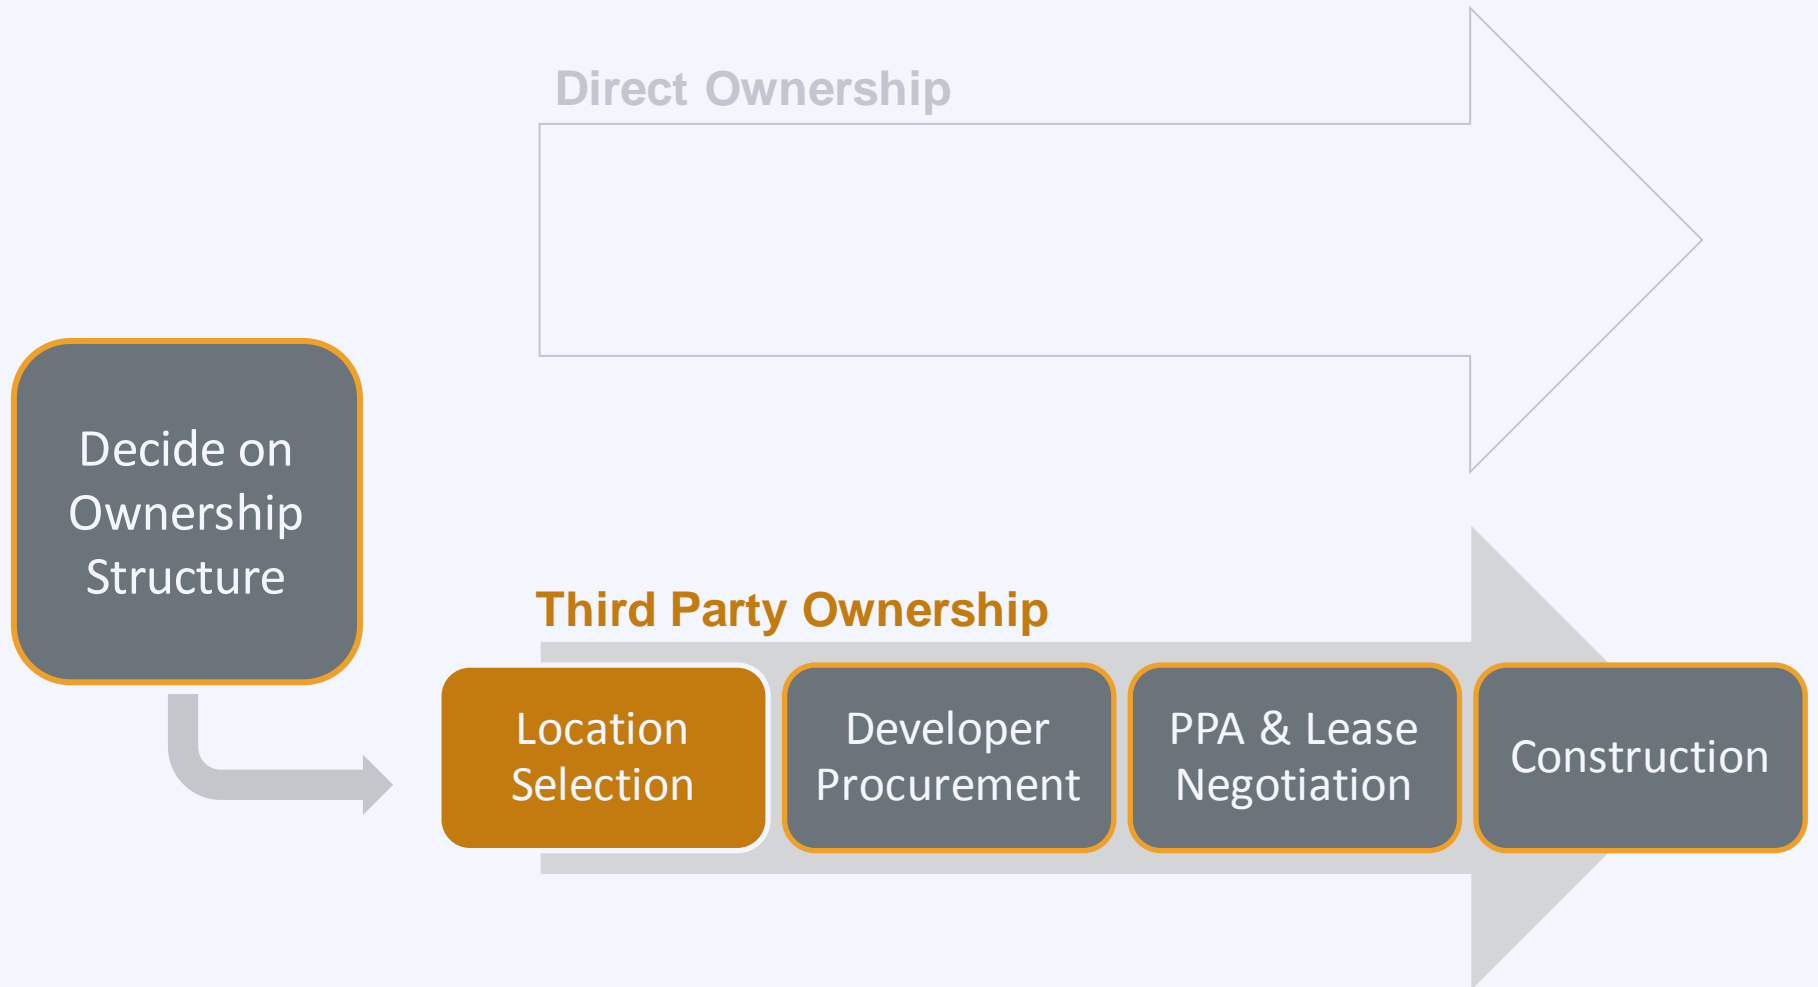 Direct Ownership
Decide on
Ownership
Structure
Third Party Ownership
Location
Selection
Developer
Procurement
PPA & Lease
Negotiation
Construction